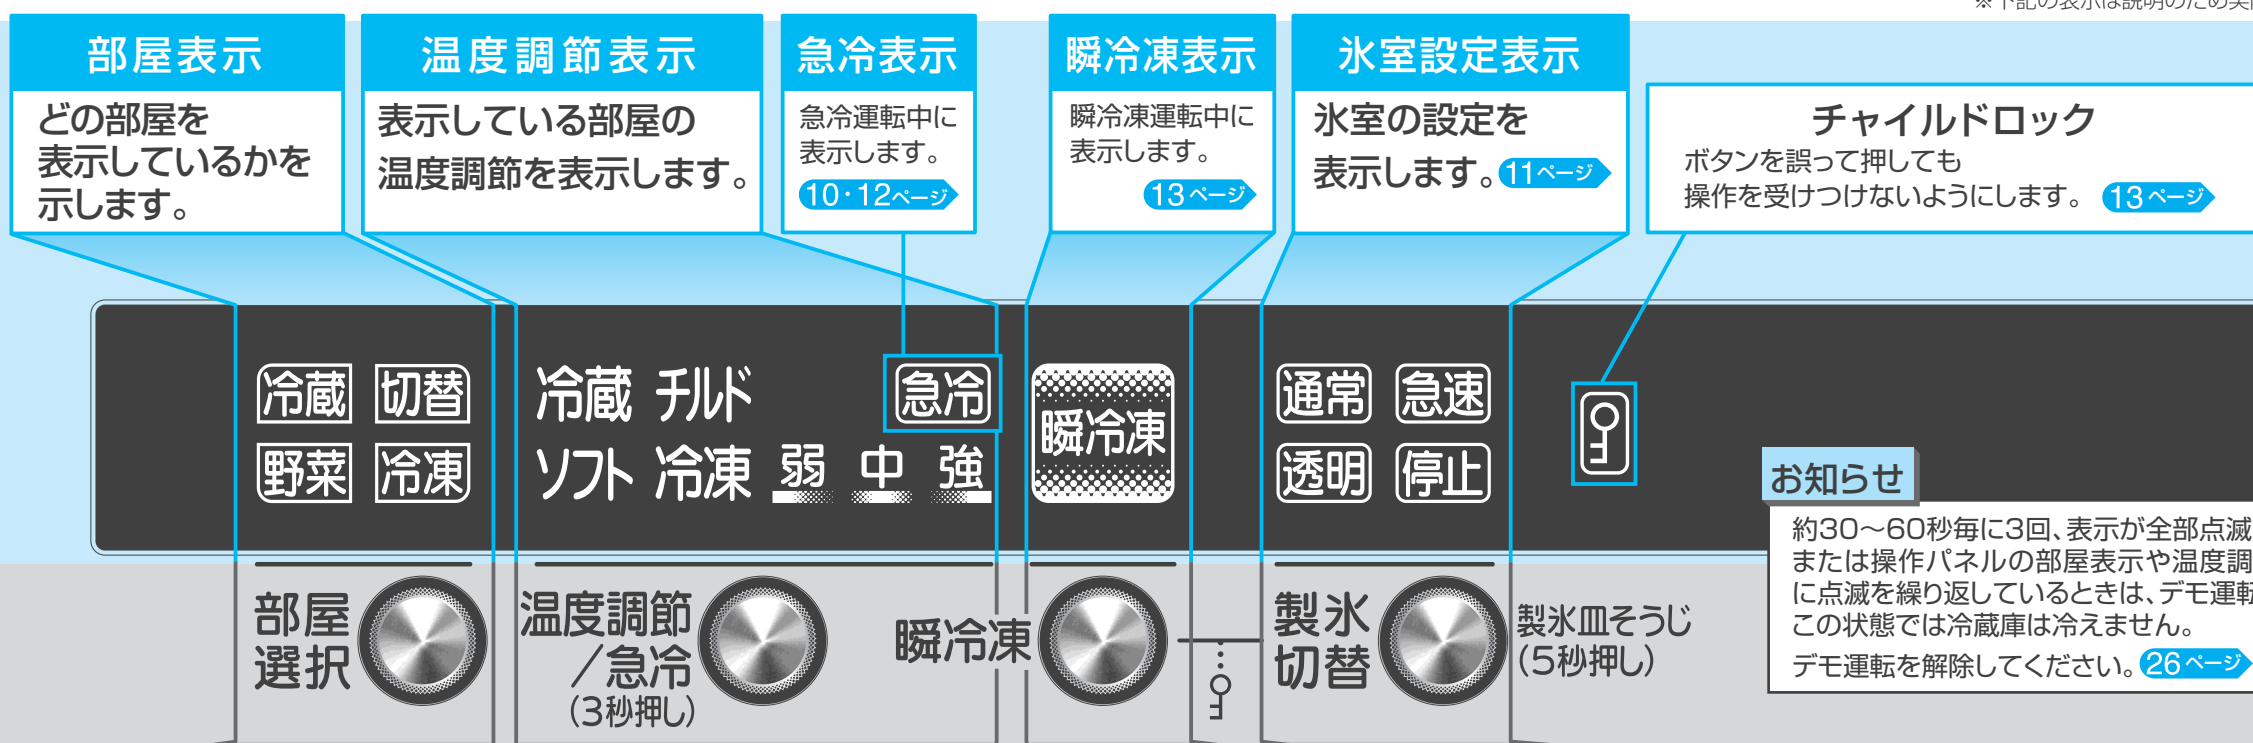 ※下記の表示は説明のため実際
部屋表示
どの部屋を
表示しているかを
示します。
温度調節表示
表示している部屋の
温度調節を表示します。
急冷表示
急冷運転中に
表示します。
10・12ページ
瞬冷凍表示
瞬冷凍運転中に
表示します。
13ページ
氷室設定表示
氷室の設定を
表示します。11ページ
チャイルドロック
ボタンを誤って押しても
操作を受けつけないようにします。 13ページ
冷蔵 切替
野菜 冷凍
冷蔵 チルド 急冷
ソフト 冷凍 弱 中 強
瞬冷凍
通常 急速
透明 停止
お知らせ
約30～60秒毎に3回、表示が全部点滅
または操作パネルの部屋表示や温度調
に点滅を繰り返しているときは、デモ運転
この状態では冷蔵庫は冷えません。
デモ運転を解除してください。26ページ
部屋
選択
温度調節
／急冷
(3秒押し)
瞬冷凍
製氷
切替
製氷皿そうじ
(5秒押し)